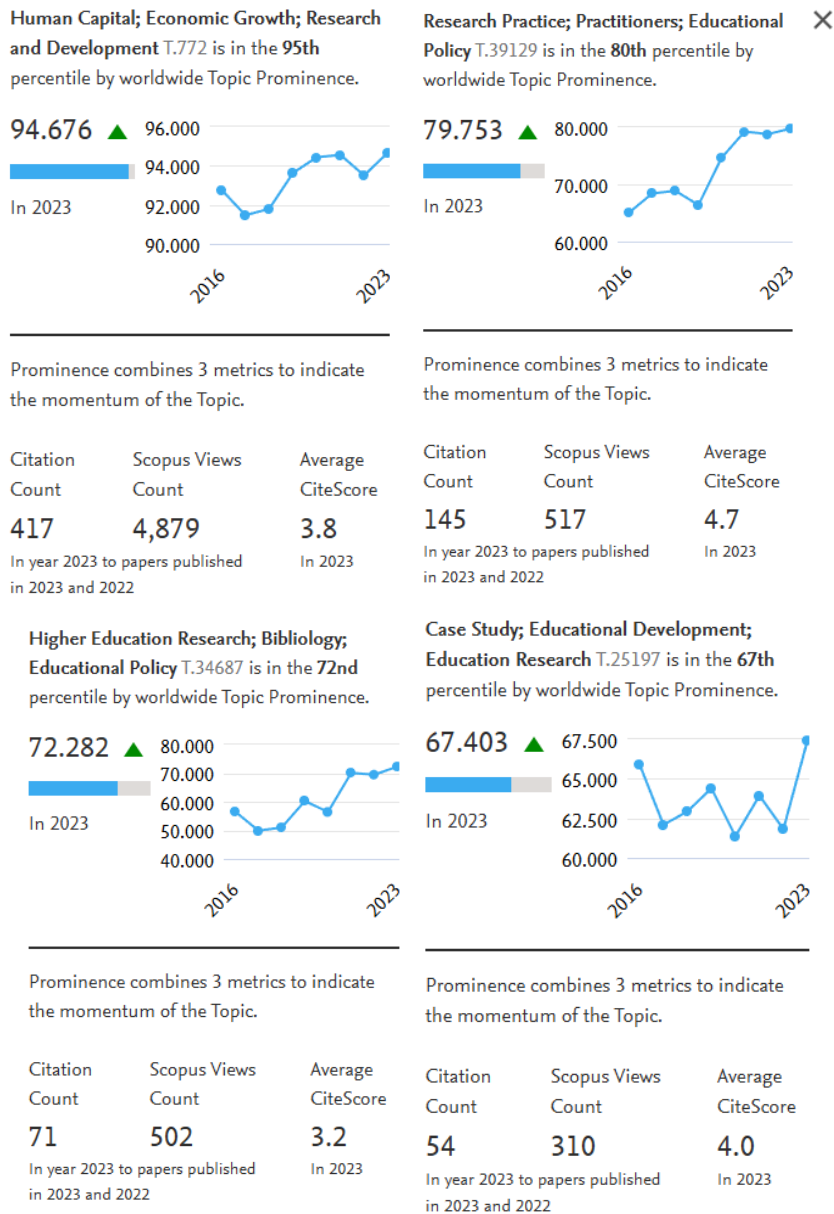 Human Capital; Economic Growth; Research
and Development T.772 is in the 95th
percentile by worldwide Topic Prominence.
94.676
96.000
94.000
92.000
90.000
In 2023
2016
2023
Prominence combines 3 metrics to indicate
the momentum of the Topic.
Citation Count
Scopus Views Count
Average CiteScore
417
4,879
3.8
In year 2023 to papers published
in 2023 and 2022
In 2023
Research Practice; Practitioners; Educational
Policy T.39129 is in the 80th percentile by
worldwide Topic Prominence.
79.753
80.000
70.000
60.000
In 2023
2016
2023
Prominence combines 3 metrics to indicate
the momentum of the Topic.
Citation Count
Scopus Views Count
Average CiteScore
145
517
4.7
In year 2023 to papers published
in 2023 and 2022
In 2023
Higher Education Research; Bibliology;
Educational Policy T.34687 is in the 72nd
percentile by worldwide Topic Prominence.
72.282
80.000
70.000
60.000
50.000
40.000
In 2023
2016
2023
Prominence combines 3 metrics to indicate
the momentum of the Topic.
Citation Count
Scopus Views Count
Average CiteScore
71
502
3.2
In year 2023 to papers published
in 2023 and 2022
In 2023
Case Study; Educational Development;
Education Research T.25197 is in the 67th
percentile by worldwide Topic Prominence.
67.403
67.500
65.000
62.500
60.000
In 2023
2016
2023
Prominence combines 3 metrics to indicate
the momentum of the Topic.
Citation Count
Scopus Views Count
Average CiteScore
54
310
4.0
In year 2023 to papers published
in 2023 and 2022
In 2023